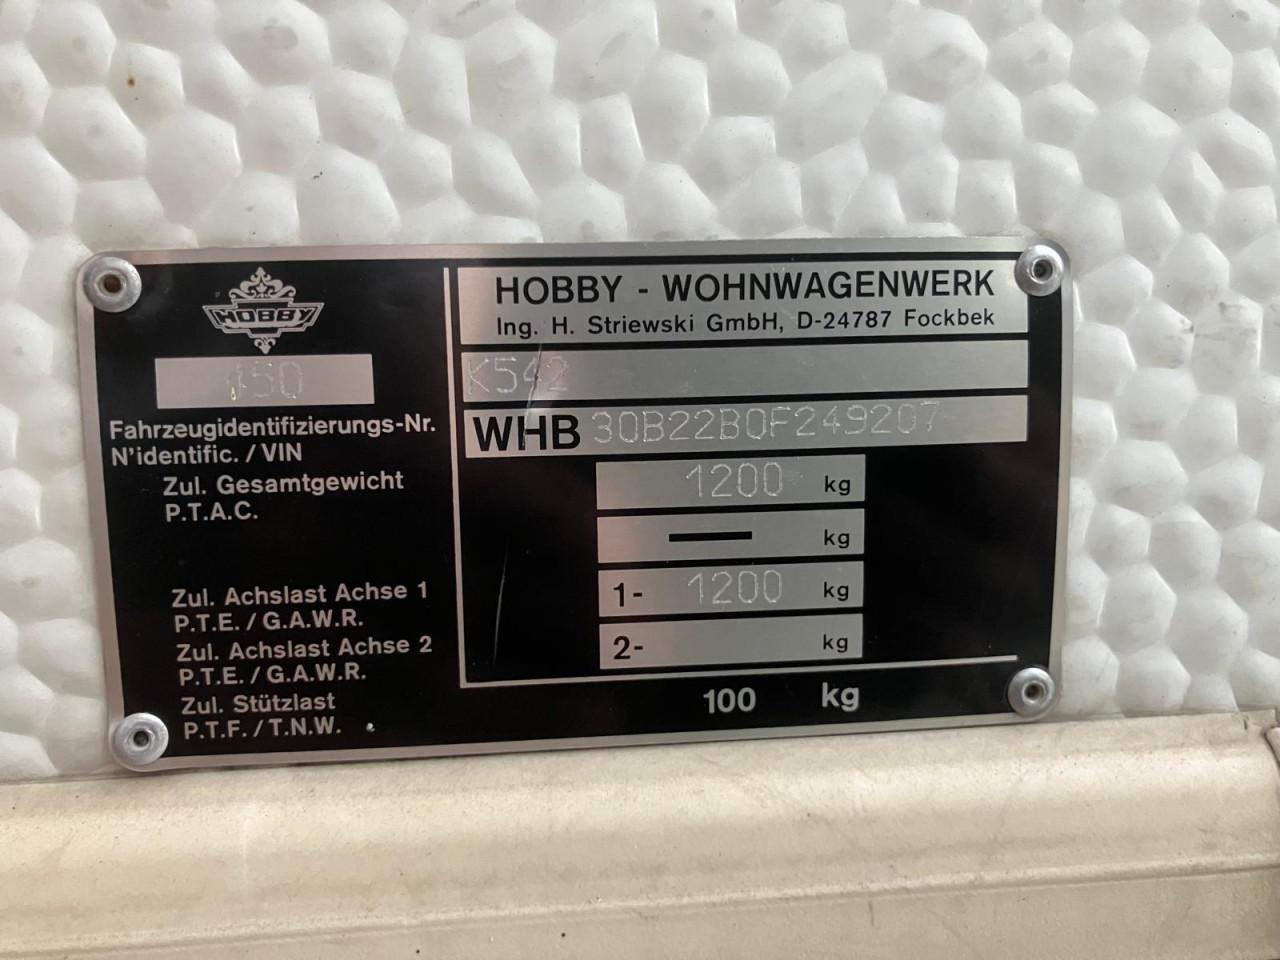 HOBBY
HOBBY - WOHNWAGENWERK
Ing. H. Striewski GmbH, D-24787 Fockbek
450
K542
Fahrzeugidentifizierungs-Nr.
N'identific. / VIN
WHB 30B22B0F249207
Zul. Gesamtgewicht
P.T.A.C.
1200 kg
— kg
Zul. Achslast Achse 1
P.T.E. / G.A.W.R.
1- 1200 kg
Zul. Achslast Achse 2
P.T.E. / G.A.W.R.
2- kg
Zul. Stützlast
P.T.F. / T.N.W.
100 kg